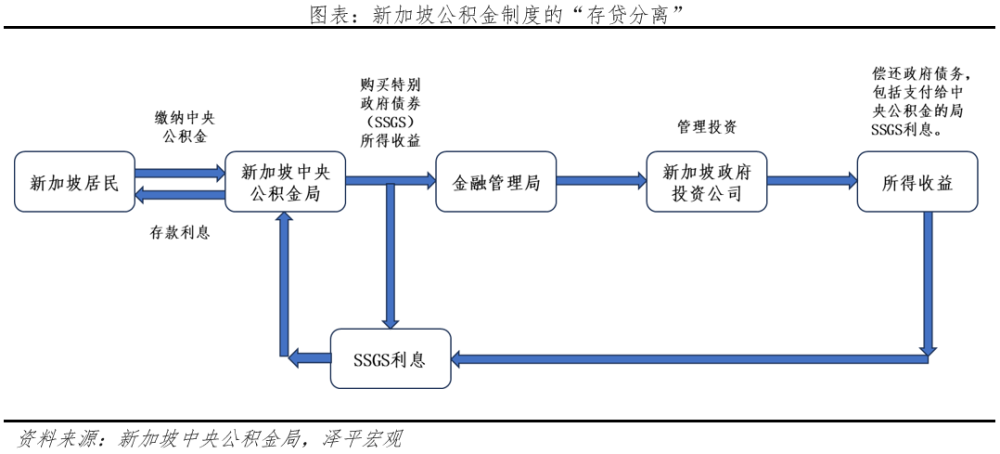 图表：新加坡公积金制度的“存贷分离”
缴纳中央
公积金
购买特别
政府债券
（SSGS）
所得收益
管理投资
偿还政府债务，
包括支付给中
央公积金的局
SSGS利息。
新加坡居民
新加坡中央
公积金局
金融管理局
新加坡政府
投资公司
所得收益
存款利息
SSGS利息
资料来源：新加坡中央公积金局，泽平宏观